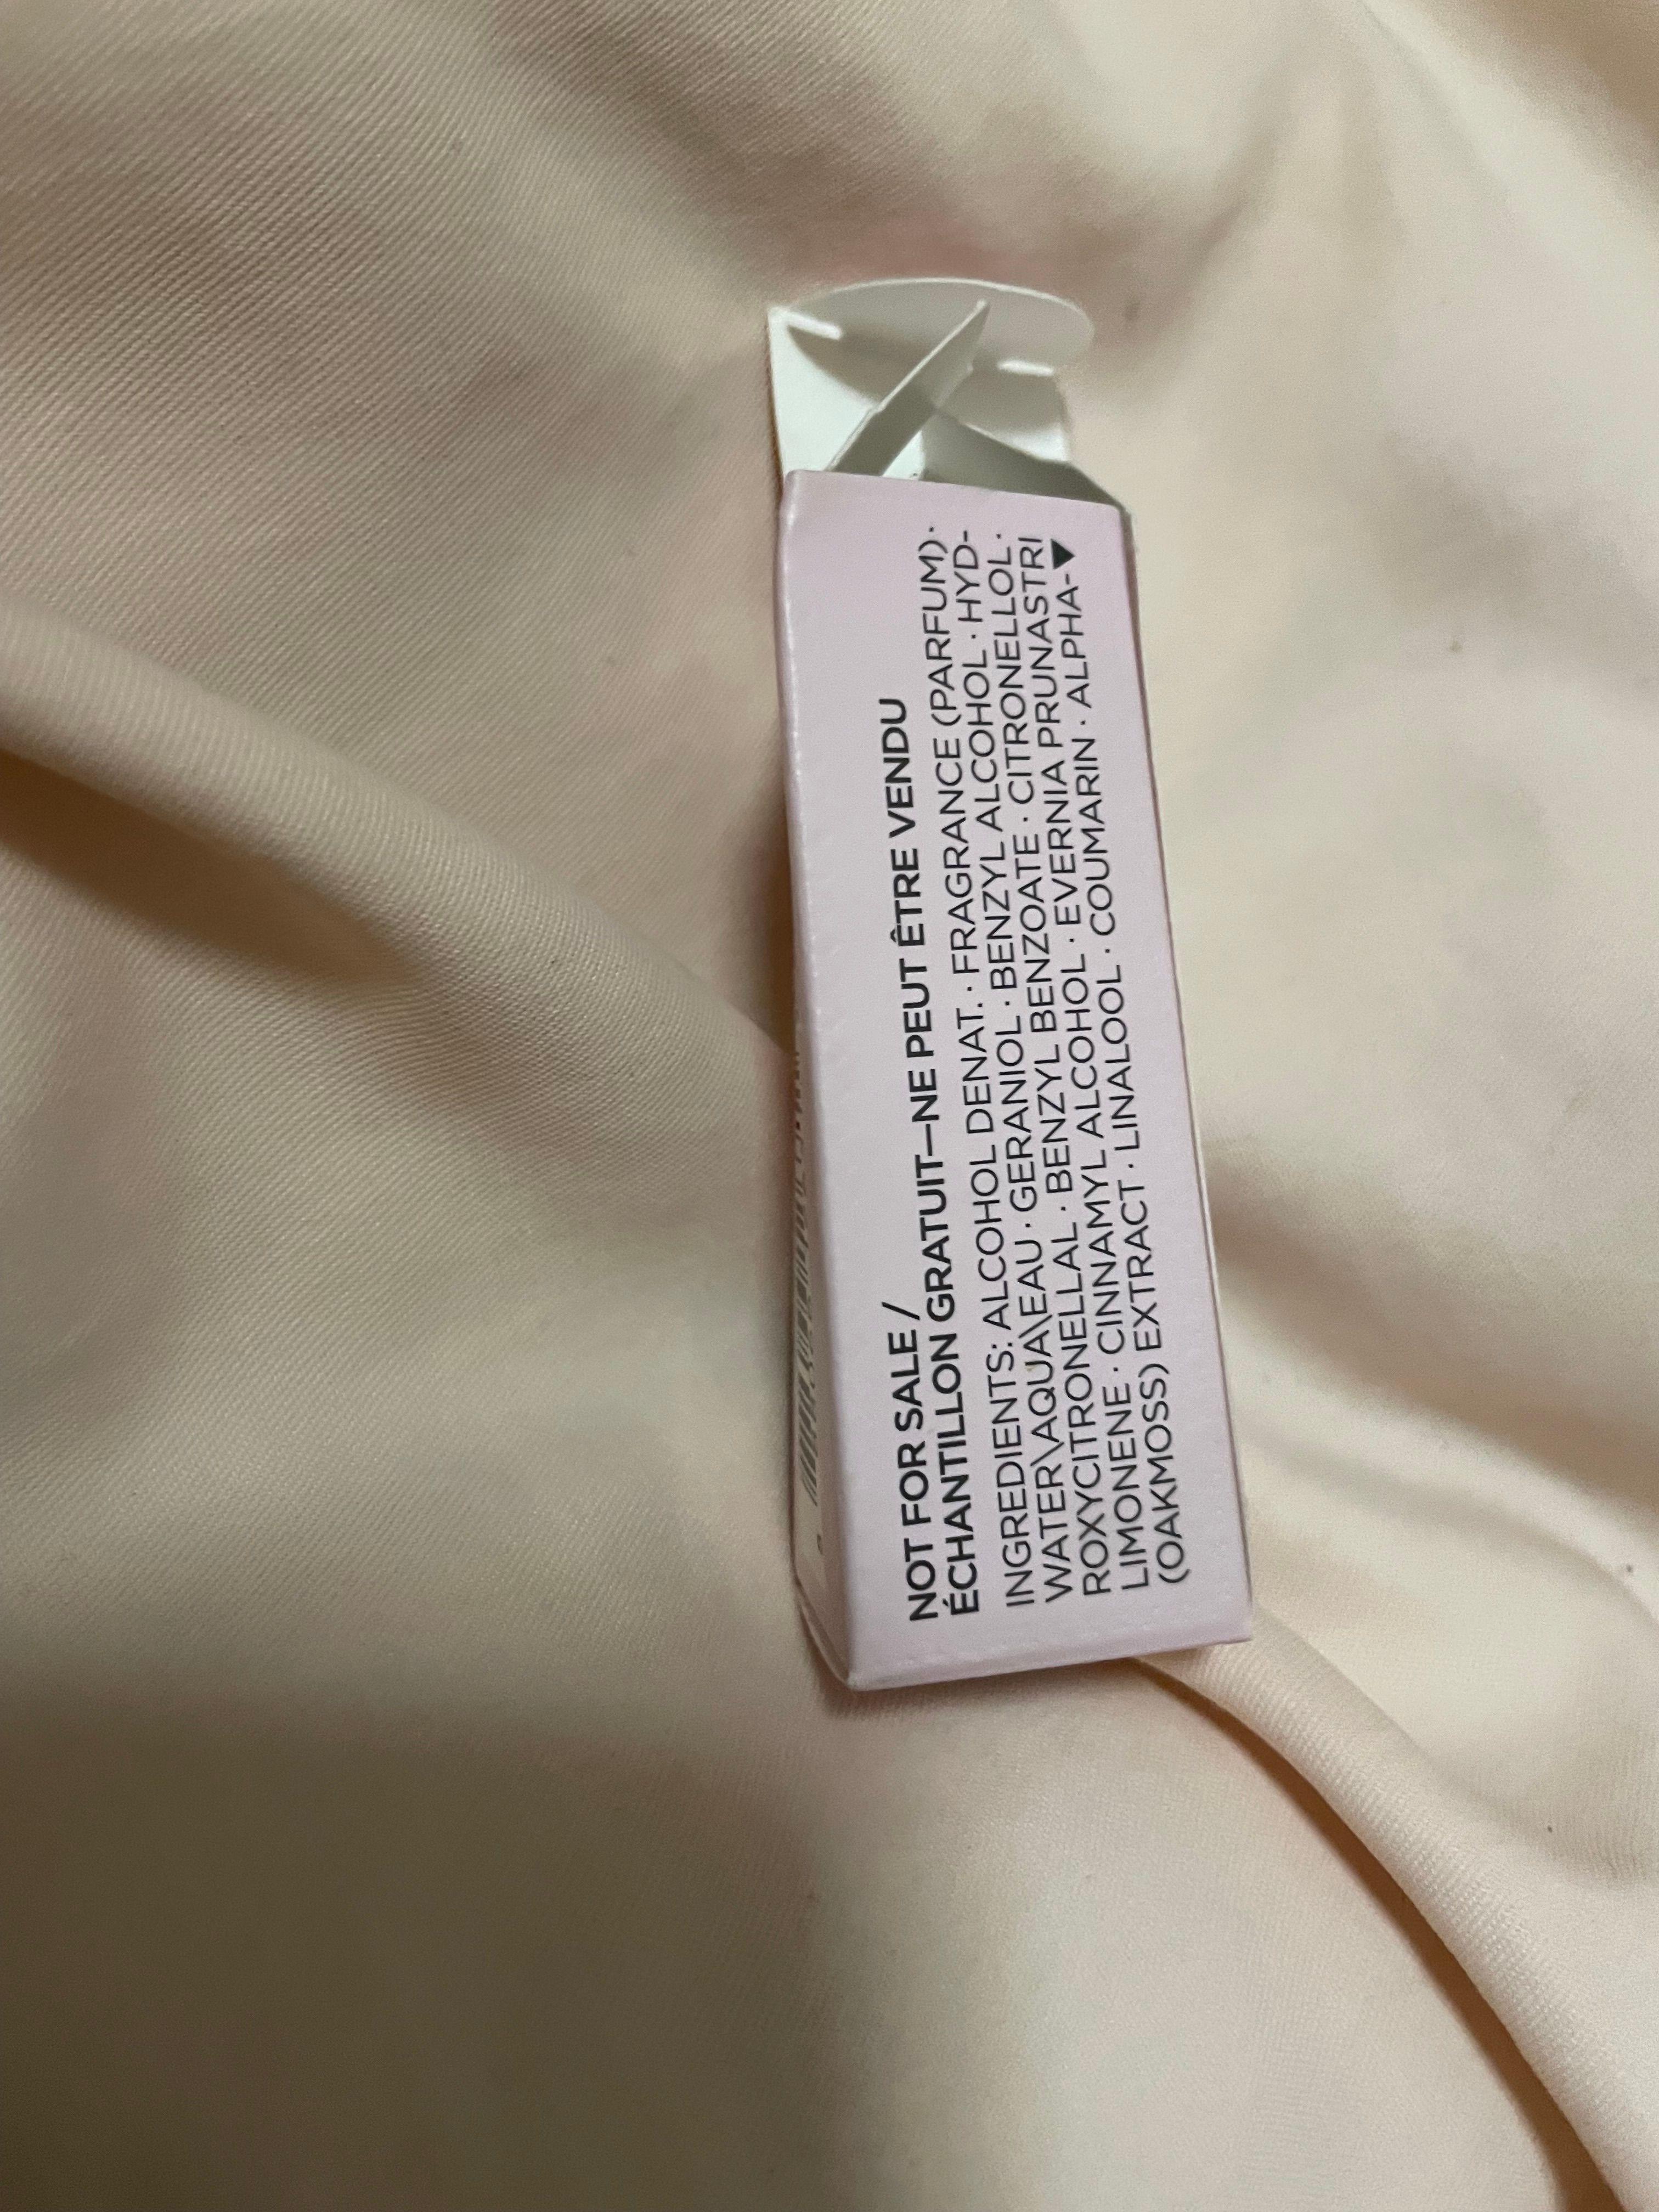 NOT FOR SALE /
ÉCHANTILLON GRATUIT—NE PEUT ÊTRE VENDU
INGREDIENTS: ALCOHOL DENAT. · FRAGRANCE (PARFUM) ·
WATER\AQUA\EAU · GERANIOL · BENZYL ALCOHOL · HYD-
ROXYCITRONELLAL · BENZYL BENZOATE · CITRONELLOL ·
LIMONENE · CINNAMYL ALCOHOL · EVERNIA PRUNASTRI
(OAKMOSS) EXTRACT · LINALOOL · COUMARIN · ALPHA-▼